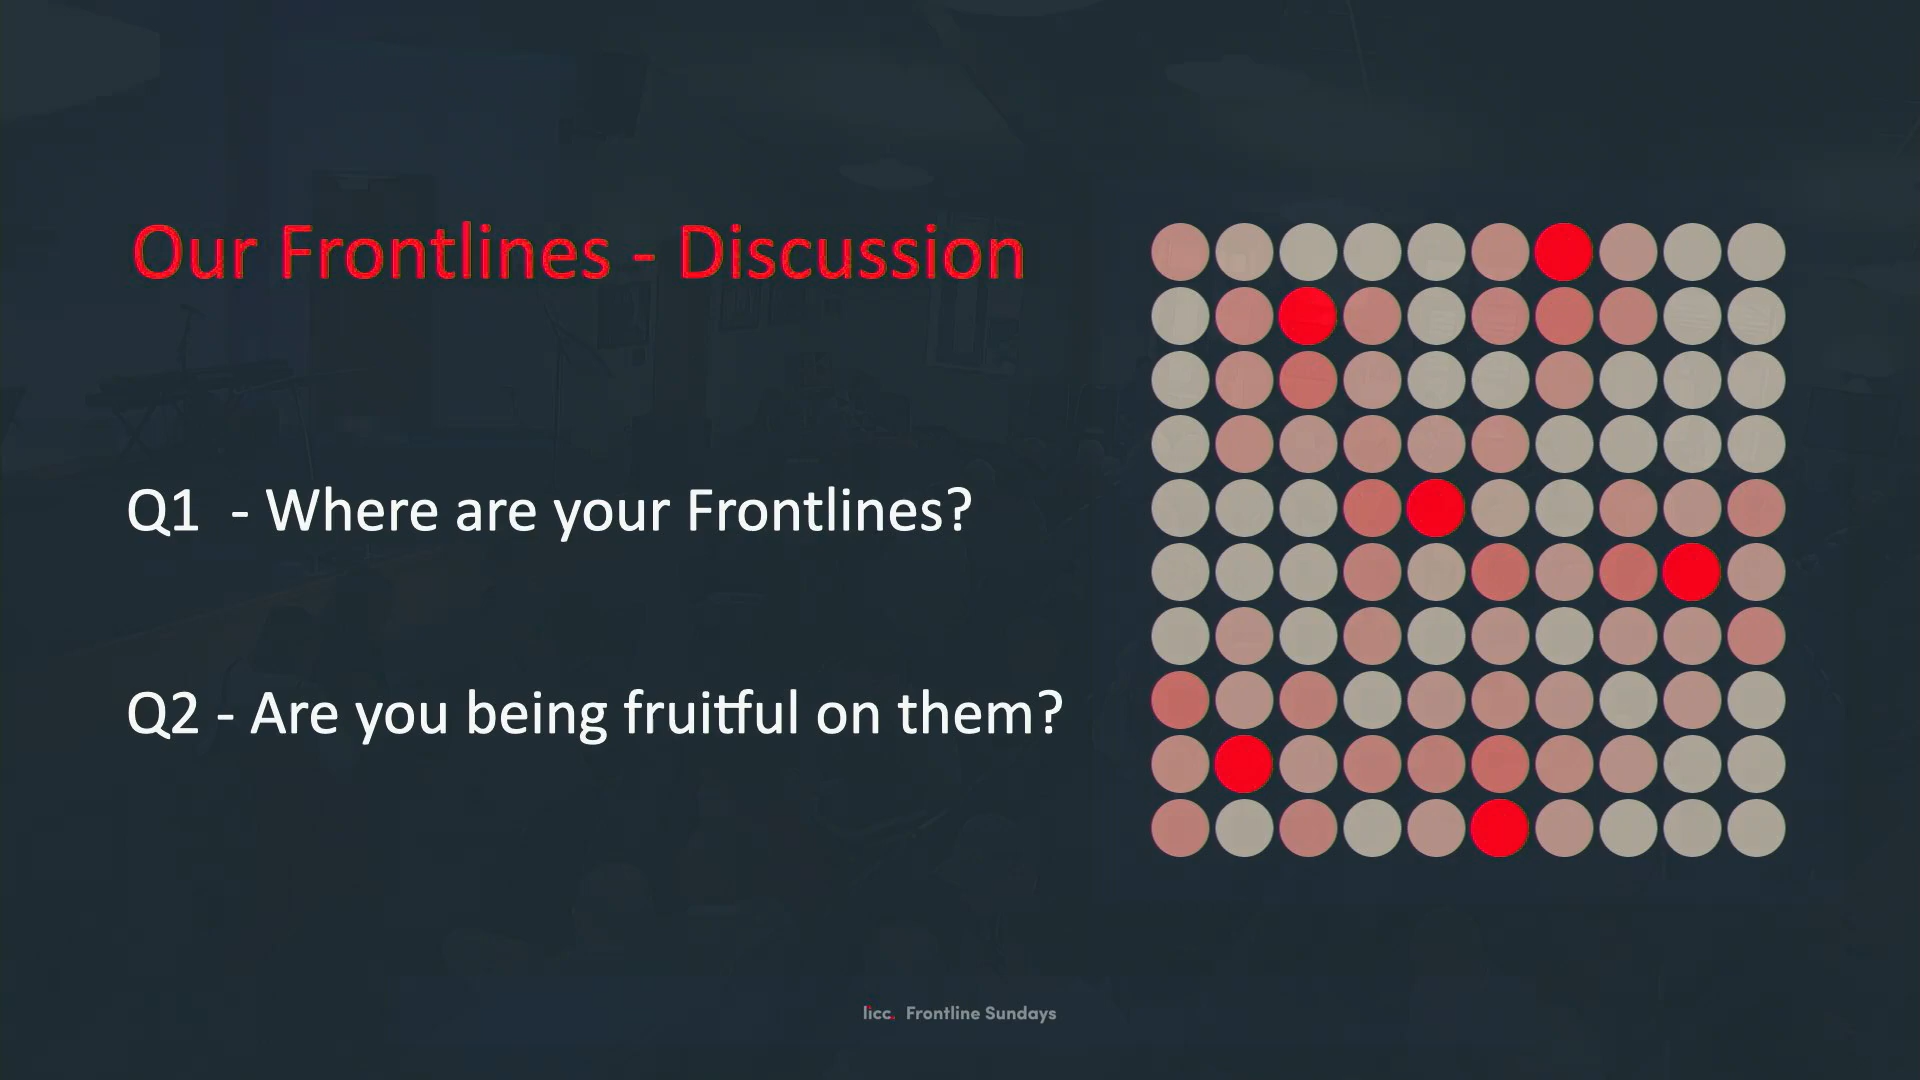 Our Frontlines - Discussion
Q1 - Where are your Frontlines?
Q2 - Are you being fruitful on them?
licc. Frontline Sundays